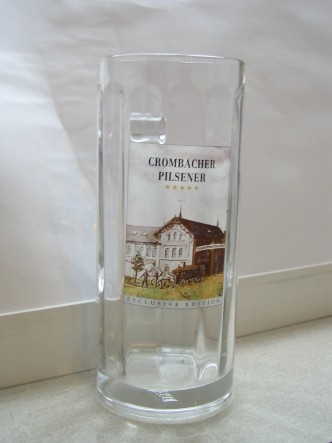 CROMBACHER
PILSENER
EXCLUSIVE EDITION